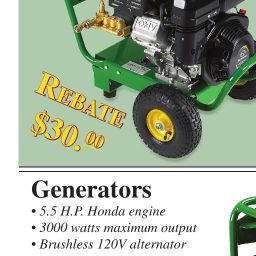 REBATE
$30.00
Generators
• 5.5 H.P. Honda engine
• 3000 watts maximum output
• Brushless 120V alternator